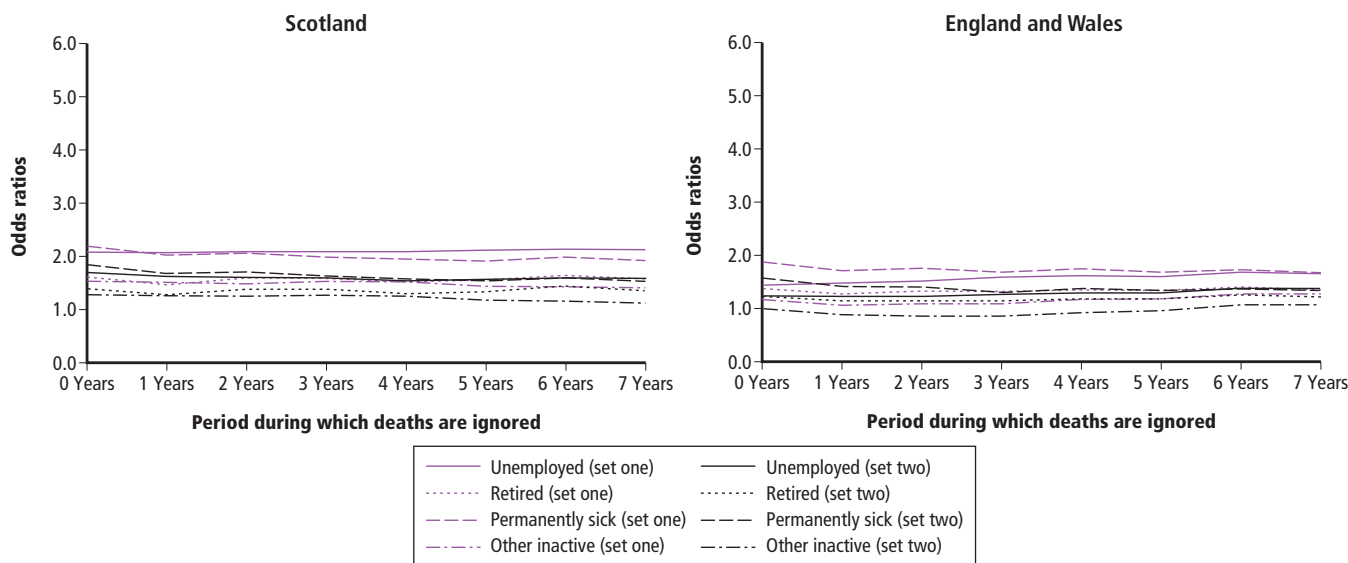 Scotland
6.0
5.0
4.0
3.0
2.0
1.0
0.0
Odds ratios
0 Years 1 Years 2 Years 3 Years 4 Years 5 Years 6 Years 7 Years
Period during which deaths are ignored
England and Wales
6.0
5.0
4.0
3.0
2.0
1.0
0.0
Odds ratios
0 Years 1 Years 2 Years 3 Years 4 Years 5 Years 6 Years 7 Years
Period during which deaths are ignored
Unemployed (set one) Unemployed (set two)
Retired (set one) Retired (set two)
Permanently sick (set one) Permanently sick (set two)
Other inactive (set one) Other inactive (set two)